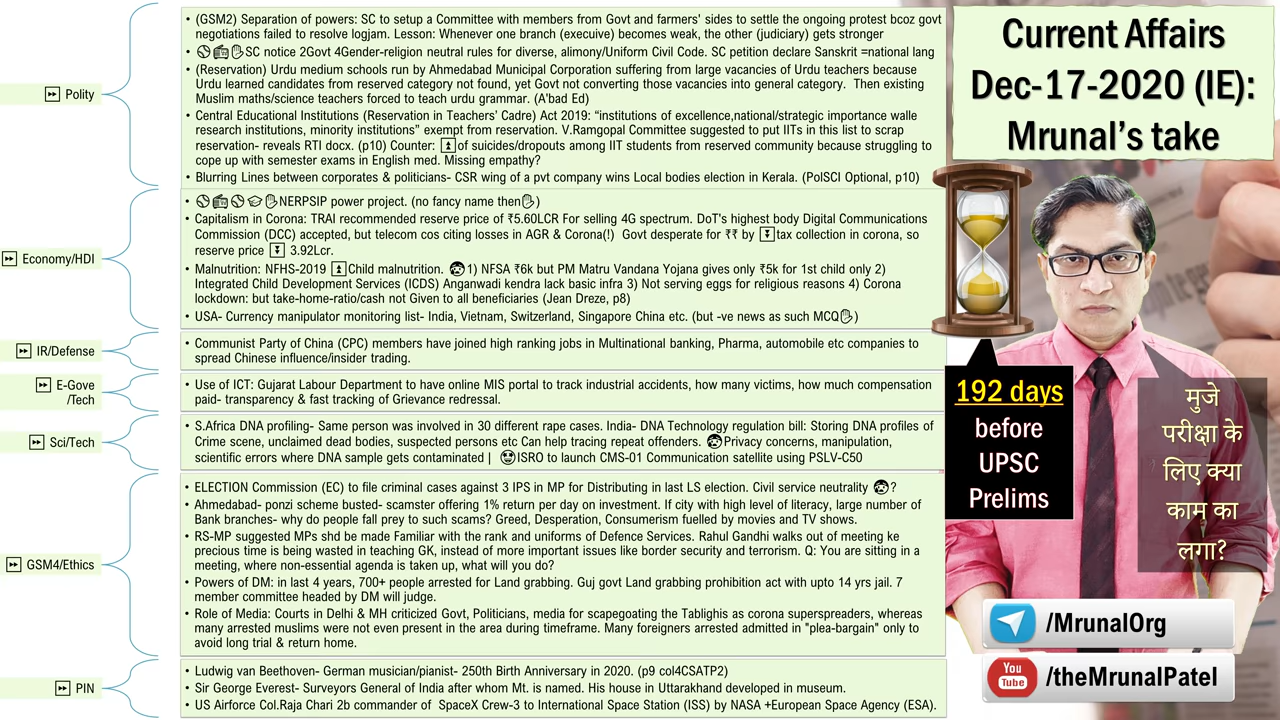 Current Affairs
Dec-17-2020 (IE):
Mrunal's take
Polity
• (GSM2) Separation of powers: SC to setup a Committee with members from Govt and farmers' sides to settle the ongoing protest bcoz govt
negotiations failed to resolve logjam. Lesson: Whenever one branch (execuive) becomes weak, the other (judiciary) gets stronger
• SC notice 2Govt 4Gender-religion neutral rules for diverse, alimony/Uniform Civil Code. SC petition declare Sanskrit =national lang
• (Reservation) Urdu medium schools run by Ahmedabad Municipal Corporation suffering from large vacancies of Urdu teachers because
Urdu learned candidates from reserved category not found, yet Govt not converting those vacancies into general category. Then existing
Muslim maths/science teachers forced to teach urdu grammar. (A'bad Ed)
• Central Educational Institutions (Reservation in Teachers' Cadre) Act 2019: "institutions of excellence,national/strategic importance walle
research institutions, minority institutions" exempt from reservation. V.Ramgopal Committee suggested to put IITs in this list to scrap
reservation- reveals RTI docx. (p10) Counter: of suicides/dropouts among IIT students from reserved community because struggling to
cope up with semester exams in English med. Missing empathy?
• Blurring Lines between corporates & politicians- CSR wing of a pvt company wins Local bodies election in Kerala. (PolSCI Optional, p10)
Economy/HDI
• NERPSIP power project. (no fancy name then)
• Capitalism in Corona: TRAI recommended reserve price of ₹5.60LCR For selling 4G spectrum. DoT's highest body Digital Communications
Commission (DCC) accepted, but telecom cos citing losses in AGR & Corona(!) Govt desperate for ₹₹ by tax collection in corona, so
reserve price 3.92Lcr.
• Malnutrition: NFHS-2019 Child malnutrition. 1) NFSA ₹6k but PM Matru Vandana Yojana gives only ₹5k for 1st child only 2)
Integrated Child Development Services (ICDS) Anganwadi kendra lack basic infra 3) Not serving eggs for religious reasons 4) Corona
lockdown: but take-home-ratio/cash not Given to all beneficiaries (Jean Dreze, p8)
• USA- Currency manipulator monitoring list- India, Vietnam, Switzerland, Singapore China etc. (but -ve news as such MCQ)
IR/Defense
• Communist Party of China (CPC) members have joined high ranking jobs in Multinational banking, Pharma, automobile etc companies to
spread Chinese influence/insider trading.
E-Gove
/Tech
• Use of ICT: Gujarat Labour Department to have online MIS portal to track industrial accidents, how many victims, how much compensation
paid- transparency & fast tracking of Grievance redressal.
Sci/Tech
• S.Africa DNA profiling- Same person was involved in 30 different rape cases. India- DNA Technology regulation bill: Storing DNA profiles of
Crime scene, unclaimed dead bodies, suspected persons etc Can help tracing repeat offenders. Privacy concerns, manipulation,
scientific errors where DNA sample gets contaminated | ISRO to launch CMS-01 Communication satellite using PSLV-C50
GSM4/Ethics
• ELECTION Commission (EC) to file criminal cases against 3 IPS in MP for Distributing in last LS election. Civil service neutrality ?
• Ahmedabad- ponzi scheme busted- scamster offering 1% return per day on investment. If city with high level of literacy, large number of
Bank branches- why do people fall prey to such scams? Greed, Desperation, Consumerism fuelled by movies and TV shows.
• RS-MP suggested MPs shd be made Familiar with the rank and uniforms of Defence Services. Rahul Gandhi walks out of meeting ke
precious time is being wasted in teaching GK, instead of more important issues like border security and terrorism. Q: You are sitting in a
meeting, where non-essential agenda is taken up, what will you do?
• Powers of DM: in last 4 years, 700+ people arrested for Land grabbing. Guj govt Land grabbing prohibition act with upto 14 yrs jail. 7
member committee headed by DM will judge.
• Role of Media: Courts in Delhi & MH criticized Govt, Politicians, media for scapegoating the Tablighis as corona superspreaders, whereas
many arrested muslims were not even present in the area during timeframe. Many foreigners arrested admitted in "plea-bargain" only to
avoid long trial & return home.
PIN
• Ludwig van Beethoven- German musician/pianist- 250th Birth Anniversary in 2020. (p9 col4CSATP2)
• Sir George Everest- Surveyors General of India after whom Mt. is named. His house in Uttarakhand developed in museum.
• US Airforce Col.Raja Chari 2b commander of SpaceX Crew-3 to International Space Station (ISS) by NASA +European Space Agency (ESA).
192 days
before
UPSC
Prelims
मुजे
परीक्षा के
लिए क्या
काम का
लगा?
/MrunalOrg
You
Tube
/theMrunalPatel